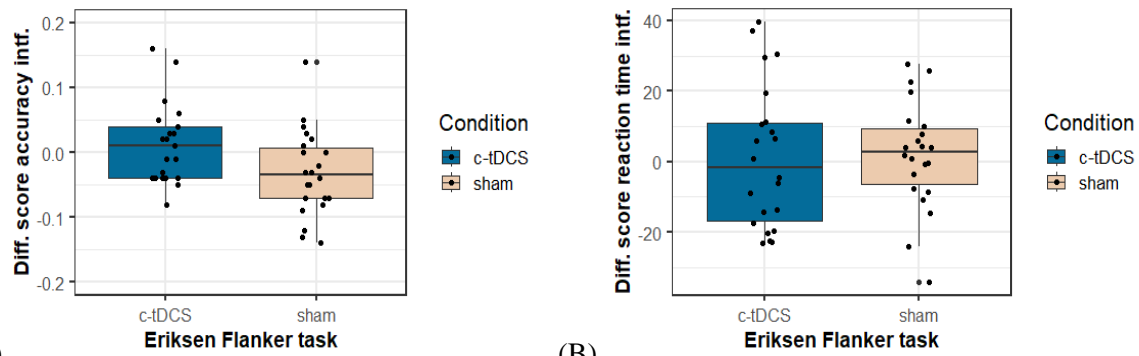 Diff. score accuracy intf.
0.2
0.1
0.0
-0.1
-0.2
c-tDCS
sham
Eriksen Flanker task
Condition
c-tDCS
sham
)
Diff. score reaction time intf.
40
20
0
-20
c-tDCS
sham
Eriksen Flanker task
Condition
c-tDCS
sham
(B)